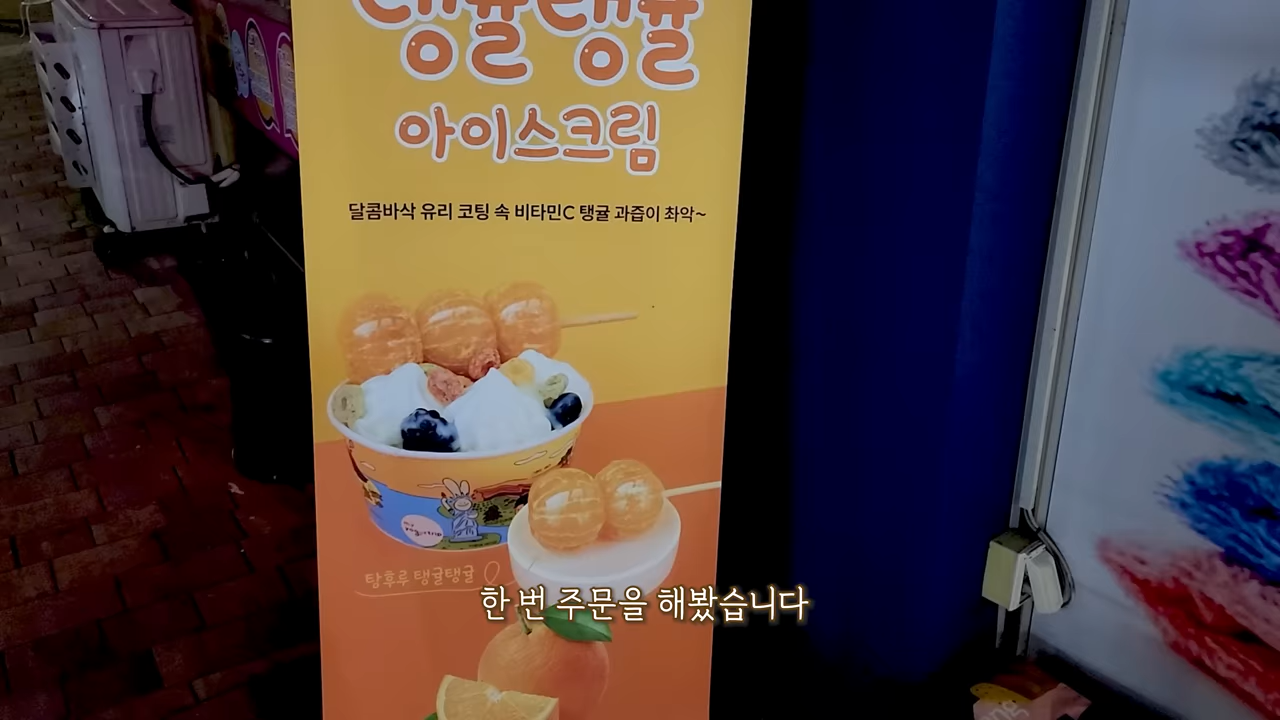 탱귤탱귤
아이스크림
달콤바삭 유리 코팅 속 비타민C 탱귤 과즙이 촤악~
탕후루 탱귤탱귤
한 번 주문을 해봤습니다